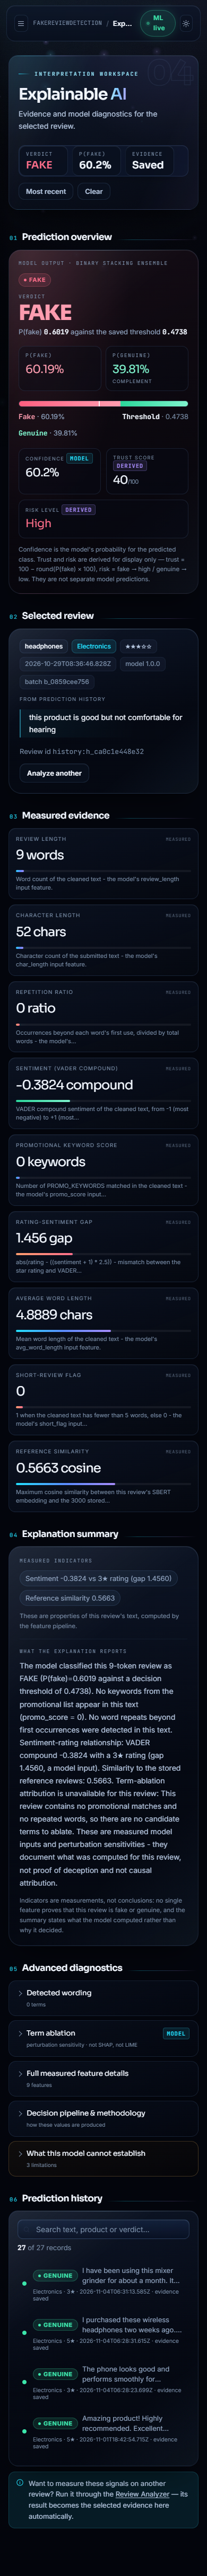 FAKEREVIEWDETECTION / Exp...
ML live
04
INTERPRETATION WORKSPACE
Explainable AI
Evidence and model diagnostics for the
selected review.
VERDICT
FAKE
P(FAKE)
60.2%
EVIDENCE
Saved
Most recent
Clear
01 Prediction overview
MODEL OUTPUT · BINARY STACKING ENSEMBLE
FAKE
VERDICT
FAKE
P(fake) 0.6019 against the saved threshold 0.4738
P(FAKE)
60.19%
P(GENUINE)
39.81%
COMPLEMENT
Fake · 60.19%
Threshold · 0.4738
Genuine · 39.81%
CONFIDENCE MODEL
60.2%
TRUST SCORE
DERIVED
40/100
RISK LEVEL DERIVED
High
Confidence is the model's probability for the predicted
class. Trust and risk are derived for display only — trust =
100 − round(P(fake) × 100), risk = fake → high / genuine →
low. They are not separate model predictions.
02 Selected review
headphones
Electronics
★★★☆☆
2026-10-29T08:36:46.828Z
model 1.0.0
batch b_0859cee756
FROM PREDICTION HISTORY
this product is good but not comfortable for
hearing
Review id history:h_ca0c1e448e32
Analyze another
03 Measured evidence
REVIEW LENGTH
MEASURED
9 words
Word count of the cleaned text - the model's review_length
input feature.
CHARACTER LENGTH
MEASURED
52 chars
Character count of the submitted text - the model's
char_length input feature.
REPETITION RATIO
MEASURED
0 ratio
Occurrences beyond each word's first use, divided by total
words - the model's...
SENTIMENT (VADER COMPOUND)
MEASURED
-0.3824 compound
VADER compound sentiment of the cleaned text, from -1 (most
negative) to +1 (most...
PROMOTIONAL KEYWORD SCORE
MEASURED
0 keywords
Number of PROMO_KEYWORDS matched in the cleaned text -
the model's promo_score input...
RATING-SENTIMENT GAP
MEASURED
1.456 gap
abs(rating - ((sentiment + 1) * 2.5)) - mismatch between the
star rating and VADER...
AVERAGE WORD LENGTH
MEASURED
4.8889 chars
Mean word length of the cleaned text - the model's
avg_word_length input feature.
SHORT-REVIEW FLAG
MEASURED
0
1 when the cleaned text has fewer than 5 words, else 0 - the
model's short_flag input...
REFERENCE SIMILARITY
MEASURED
0.5663 cosine
Maximum cosine similarity between this review's SBERT
embedding and the 3000 stored...
04 Explanation summary
MEASURED INDICATORS
Sentiment -0.3824 vs 3★ rating (gap 1.4560)
Reference similarity 0.5663
These are properties of this review's text, computed by
the feature pipeline.
WHAT THE EXPLANATION REPORTS
The model classified this 9-token review as
FAKE (P(fake)=0.6019 against a decision
threshold of 0.4738). No keywords from the
promotional list appear in this text
(promo_score = 0). No word repeats beyond
first occurrences were detected in this text.
Sentiment-rating relationship: VADER
compound -0.3824 with a 3★ rating (gap
1.4560, a model input). Similarity to the stored
reference reviews: 0.5663. Term-ablation
attribution is unavailable for this review: This
review contains no promotional matches and
no repeated words, so there are no candidate
terms to ablate. These are measured model
inputs and perturbation sensitivities - they
document what was computed for this review,
not proof of deception and not causal
attribution.
Indicators are measurements, not conclusions: no single
feature proves that this review is fake or genuine, and the
summary states what the model computed rather than
why it decided.
05 Advanced diagnostics
Detected wording
0 terms
Term ablation
perturbation sensitivity · not SHAP, not LIME
MODEL
Full measured feature details
9 features
Decision pipeline & methodology
how these values are produced
What this model cannot establish
3 limitations
06 Prediction history
Search text, product or verdict...
27 of 27 records
GENUINE
I have been using this mixer
grinder for about a month. It...
Electronics · 3★ · 2026-11-04T06:31:13.585Z · evidence
saved
GENUINE
I purchased these wireless
headphones two weeks ago....
Electronics · 5★ · 2026-11-04T06:28:31.615Z · evidence
saved
GENUINE
The phone looks good and
performs smoothly for...
Electronics · 3★ · 2026-11-04T06:28:23.699Z · evidence
saved
GENUINE
Amazing product! Highly
recommended. Excellent...
Electronics · 5★ · 2026-11-01T16:42:54.715Z · evidence
saved
Want to measure these signals on another
review? Run it through the Review Analyzer — its
result becomes the selected evidence here
automatically.